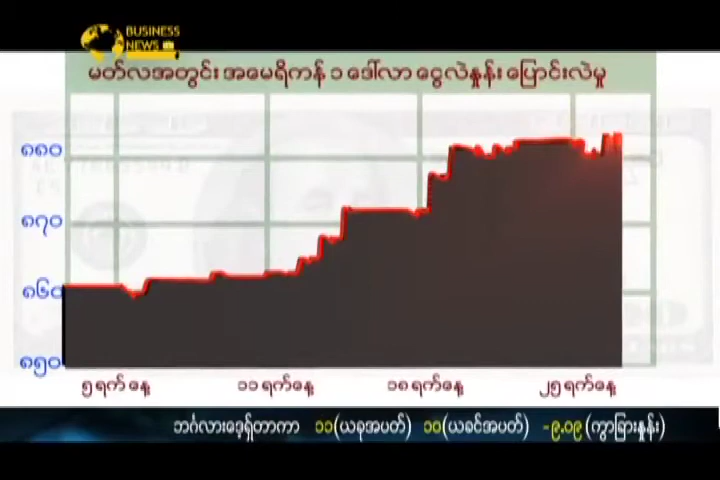 BUSINESS
NEWS
မတ်လအတွင်း အမေရိကန် ၁ ဒေါ်လာ ငွေလဲနှုန်း ပြောင်းလဲမှု
၈၈၀
၈၇၀
၈၆၀
၈၅၀
၅ ရက်နေ့ ၁၁ ရက်နေ့ ၁၈ ရက်နေ့ ၂၅ ရက်နေ့
ဘင်္ဂလားဒေ့ရှ်တာကာ ၁၁(ယခုအပတ်) ၁၀(ယခင်အပတ်) -၉.၀၉(ကွာခြားနှုန်း)